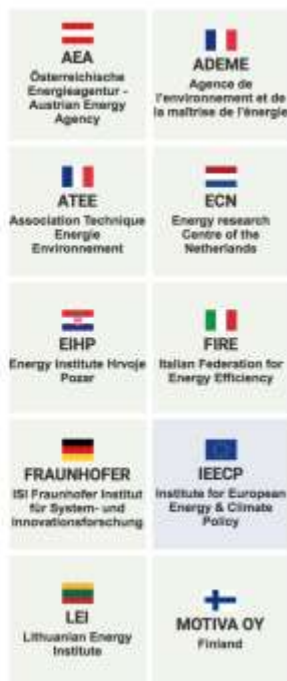 AEA
Österreichische
Energieagentur -
Austrian Energy
Agency
ADEME
Agence de
l'environnement et de
la maîtrise de l'énergie
ATEE
Association Technique
Energie
Environnement
ECN
Energy research
Centre of the
Netherlands
EIHP
Energy Institute Hrvoje
Pozar
FIRE
Italian Federation for
Energy Efficiency
FRAUNHOFER
ISI Fraunhofer Institut
für System- und
Innovationsforschung
IEECP
Institute for European
Energy & Climate
Policy
LEI
Lithuanian Energy
Institute
MOTIVA OY
Finland